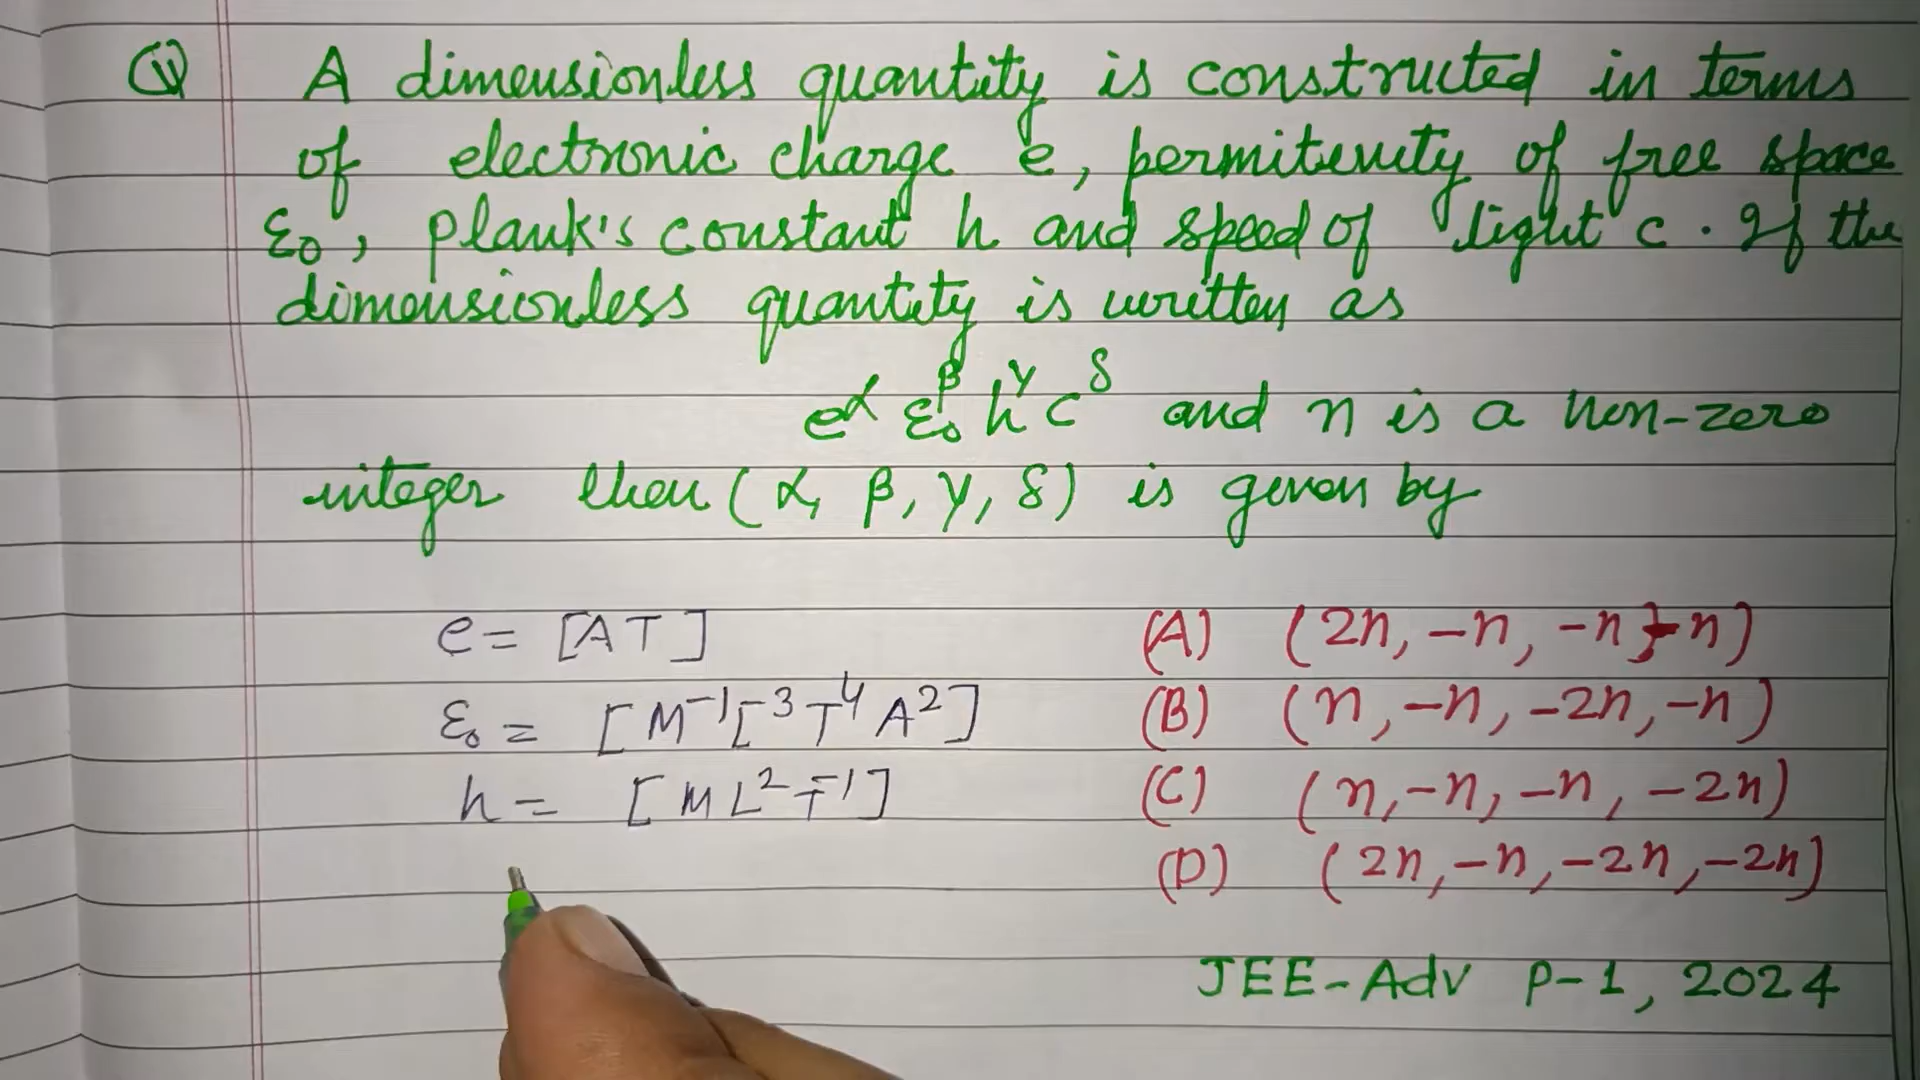 Q A dimensionless quantity is constructed in terms
of electronic charge e, permitivity of free space
ε₀, plank's constant h and speed of light c. If the
dimensionless quantity is written as
e^α ε₀^β h^γ c^δ and n is a non-zero
integer then (α, β, γ, δ) is given by
e = [AT]
(A) (2n, -n, -n, -n)
ε₀ = [M⁻¹L⁻³T⁴A²]
(B) (n, -n, -2n, -n)
h = [ML²T⁻¹]
(C) (n, -n, -n, -2n)
(D) (2n, -n, -2n, -2n)
JEE-Adv P-1, 2024